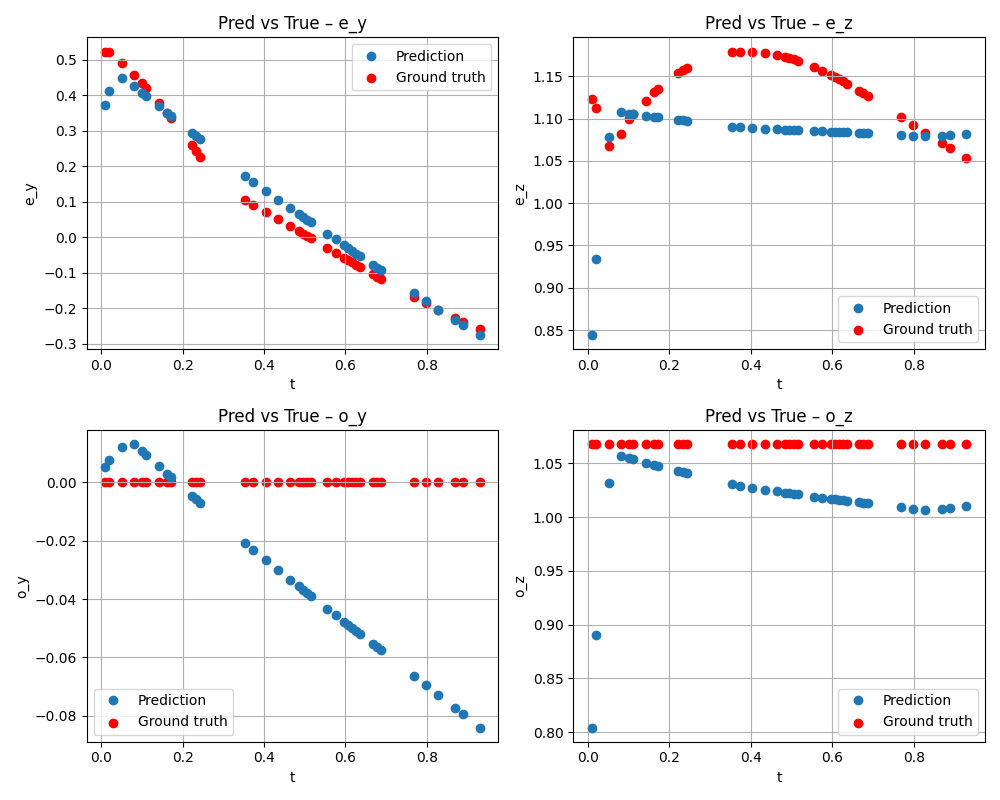 Pred vs True – e_y
e_y
0.5
0.4
0.3
0.2
0.1
0.0
−0.1
−0.2
−0.3
Prediction
Ground truth
0.0 0.2 0.4 0.6 0.8
t
Pred vs True – e_z
e_z
1.15
1.10
1.05
1.00
0.95
0.90
0.85
Prediction
Ground truth
0.0 0.2 0.4 0.6 0.8
t
Pred vs True – o_y
o_y
0.00
−0.02
−0.04
−0.06
−0.08
Prediction
Ground truth
0.0 0.2 0.4 0.6 0.8
t
Pred vs True – o_z
o_z
1.05
1.00
0.95
0.90
0.85
0.80
Prediction
Ground truth
0.0 0.2 0.4 0.6 0.8
t